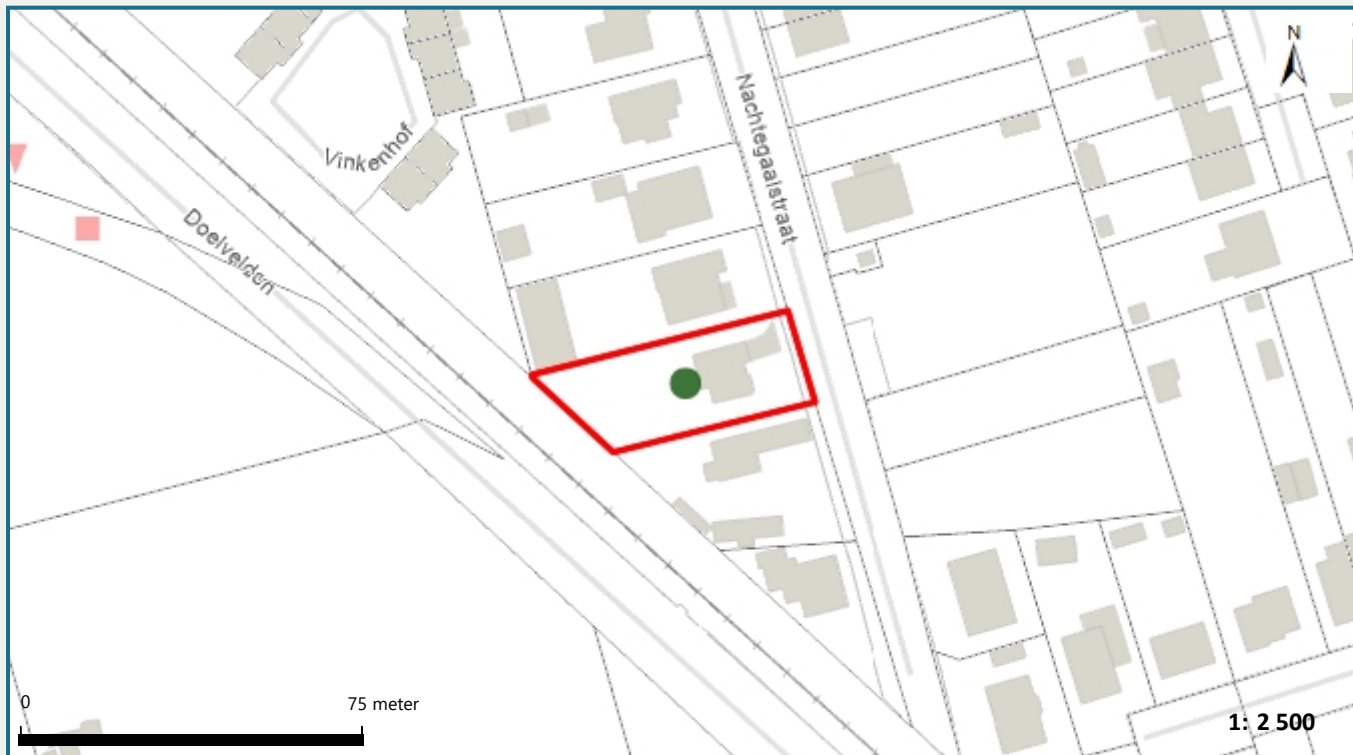 N
Nachtegaalstraat
Vinkenhof
Doelvelden
0
75 meter
1: 2 500